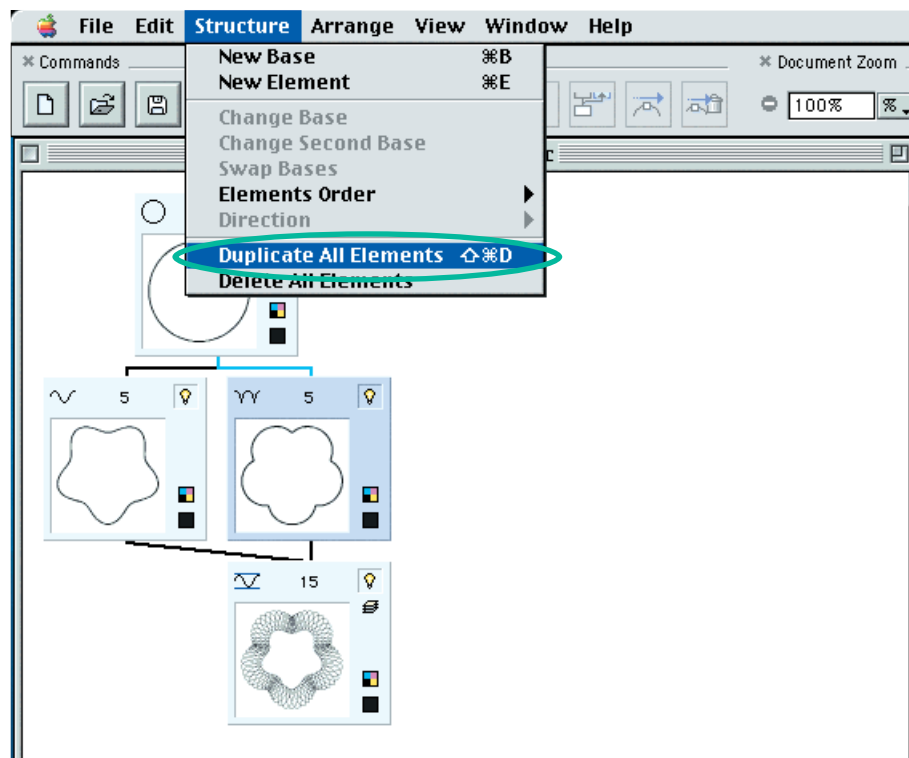 File Edit Structure Arrange View Window Help
Commands
Document Zoom
100% %
New Base ⌘B
New Element ⌘E
Change Base
Change Second Base
Swap Bases
Elements Order
Direction
Duplicate All Elements ⇧⌘D
Delete All Elements
c
5
5
15